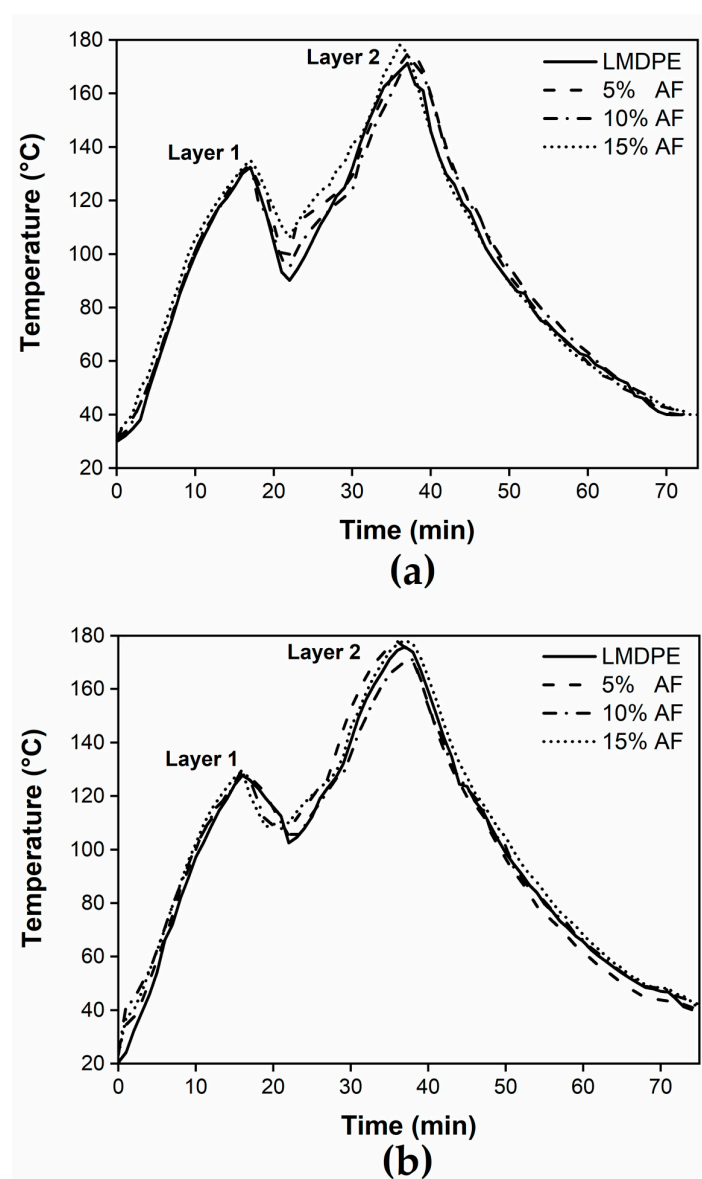 180
160
140
120
100
80
60
40
20
Temperature (°C)
Layer 1
Layer 2
LMDPE
5% AF
10% AF
15% AF
0 10 20 30 40 50 60 70
Time (min)
(a)
180
160
140
120
100
80
60
40
20
Temperature (°C)
Layer 1
Layer 2
LMDPE
5% AF
10% AF
15% AF
0 10 20 30 40 50 60 70
Time (min)
(b)